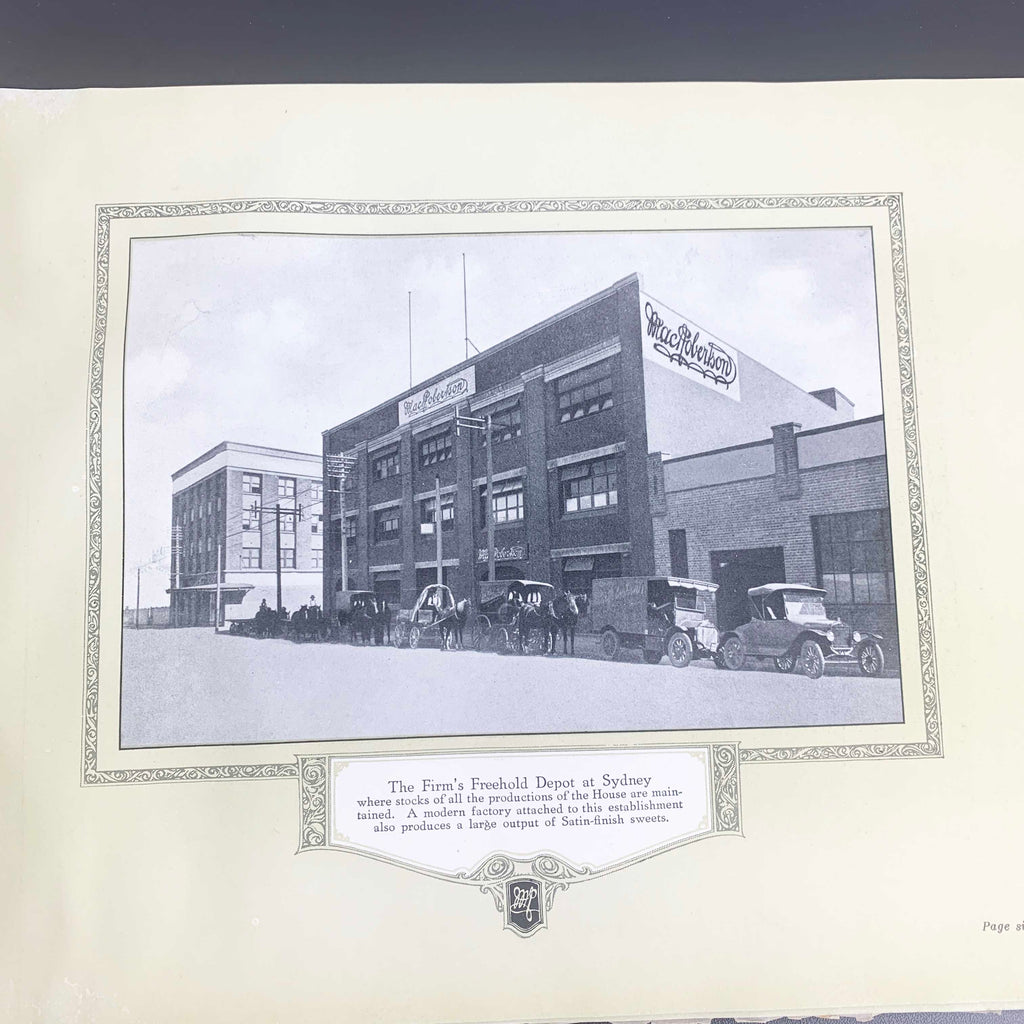 MacRobertson
MacRobertson
MacRobertson
The Firm's Freehold Depot at Sydney
where stocks of all the productions of the House are main-
tained. A modern factory attached to this establishment
also produces a large output of Satin-finish sweets.
Page